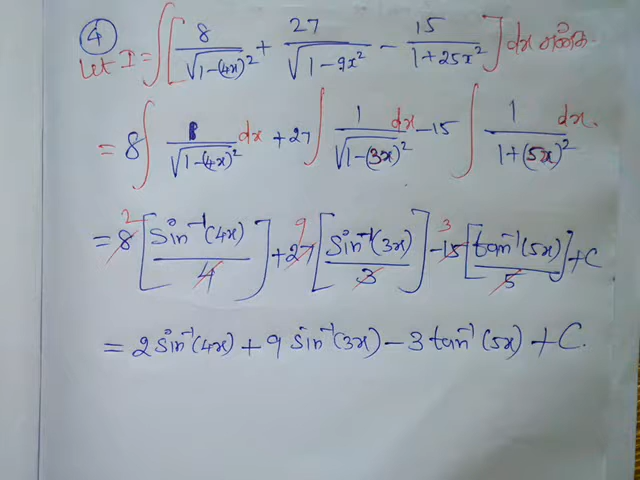 ④
Let I = ∫ [ 8/√(1-(4x)²) + 27/√(1-9x²) - 15/(1+25x²) ] dx
= 8 ∫ 1/√(1-(4x)²) dx + 27 ∫ 1/√(1-(3x)²) dx - 15 ∫ 1/(1+(5x)²) dx.
= 8 2 [ sin⁻¹(4x)/4 ] + 27 9 [ sin⁻¹(3x)/3 ] - 15 3 [ tan⁻¹(5x)/5 ] + C
= 2 sin⁻¹(4x) + 9 sin⁻¹(3x) - 3 tan⁻¹(5x) + C.